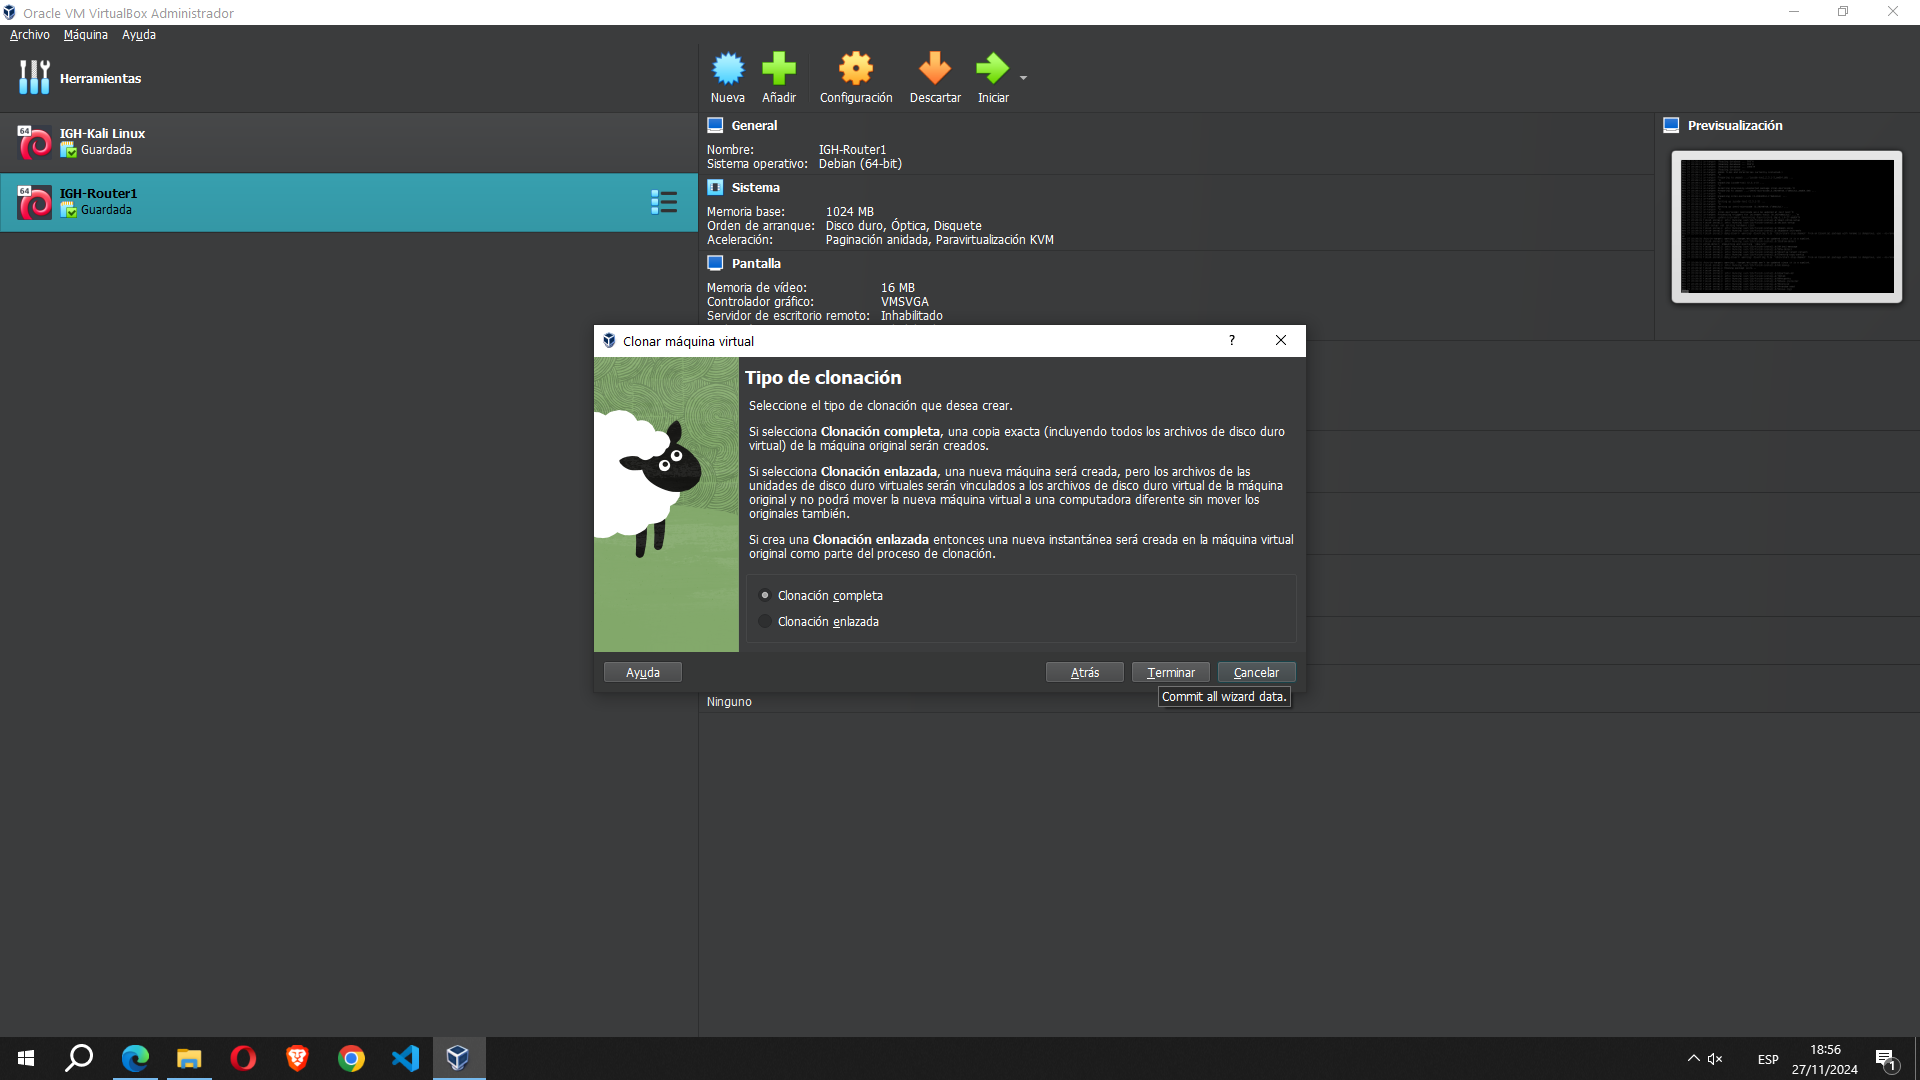 Oracle VM VirtualBox Administrador
Archivo Máquina Ayuda
Herramientas
Nueva Añadir Configuración Descartar Iniciar
64
IGH-Kali Linux
Guardada
64
IGH-Router1
Guardada
General
Nombre: IGH-Router1
Sistema operativo: Debian (64-bit)
Sistema
Memoria base: 1024 MB
Orden de arranque: Disco duro, Óptica, Disquete
Aceleración: Paginación anidada, Paravirtualización KVM
Pantalla
Memoria de vídeo: 16 MB
Controlador gráfico: VMSVGA
Servidor de escritorio remoto: Inhabilitado
Previsualización
Clonar máquina virtual
?
Tipo de clonación
Seleccione el tipo de clonación que desea crear.
Si selecciona Clonación completa, una copia exacta (incluyendo todos los archivos de disco duro
virtual) de la máquina original serán creados.
Si selecciona Clonación enlazada, una nueva máquina será creada, pero los archivos de las
unidades de disco duro virtuales serán vinculados a los archivos de disco duro virtual de la máquina
original y no podrá mover la nueva máquina virtual a una computadora diferente sin mover los
originales también.
Si crea una Clonación enlazada entonces una nueva instantánea será creada en la máquina virtual
original como parte del proceso de clonación.
Clonación completa
Clonación enlazada
Ayuda Atrás Terminar Cancelar
Commit all wizard data.
Ninguno
ESP
18:56
27/11/2024
1